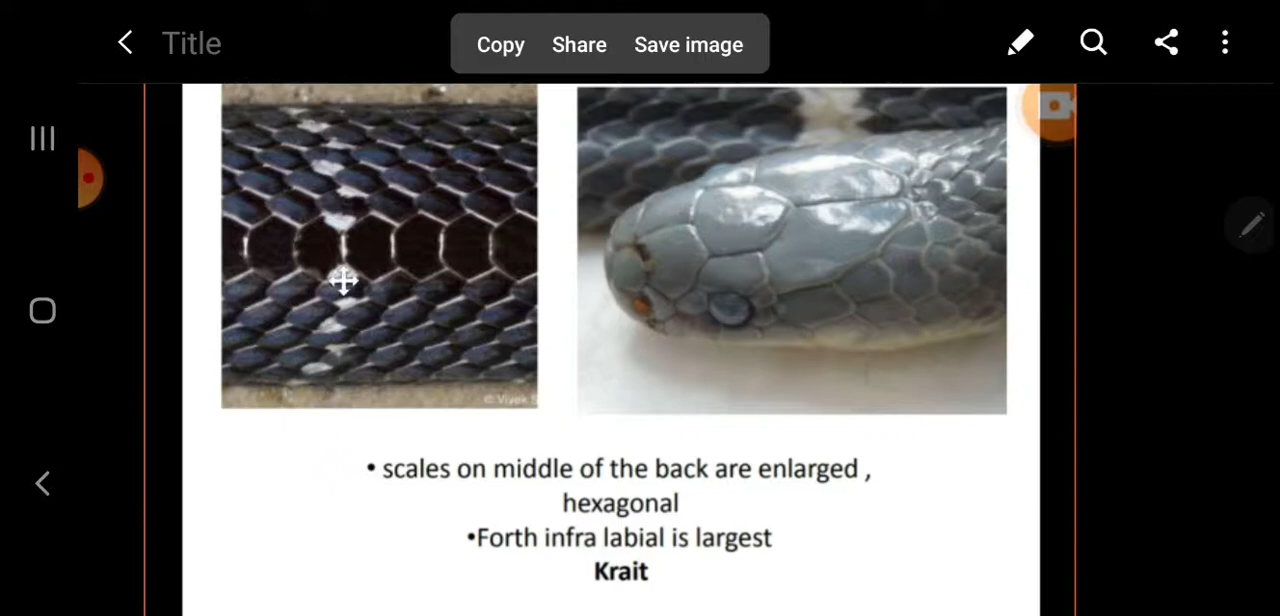 Title
Copy Share Save image
© Vivek S
• scales on middle of the back are enlarged ,
hexagonal
•Forth infra labial is largest
Krait